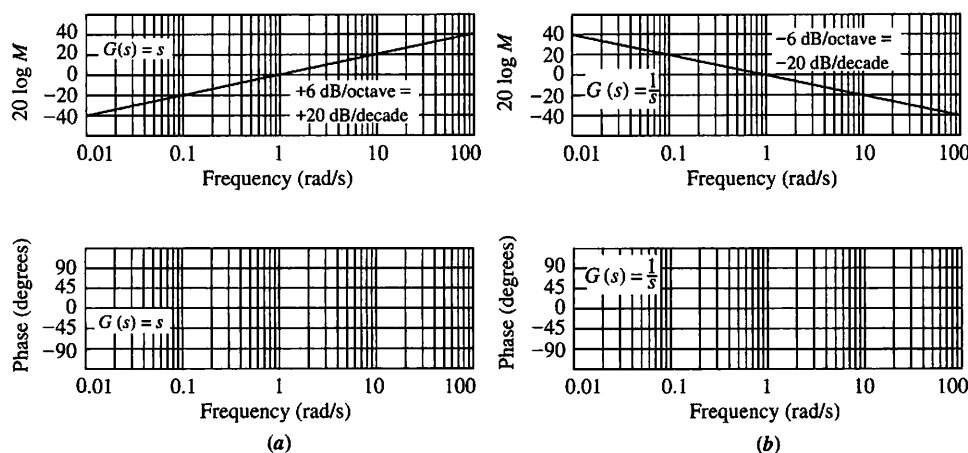 20 log M
40
20
0
−20
−40
G(s) = s
+6 dB/octave =
+20 dB/decade
0.01 0.1 1 10 100
Frequency (rad/s)
20 log M
40
20
0
−20
−40
−6 dB/octave =
−20 dB/decade
G (s) = 1/s
0.01 0.1 1 10 100
Frequency (rad/s)
Phase (degrees)
90
45
0
−45
−90
G (s) = s
0.01 0.1 1 10 100
Frequency (rad/s)
(a)
Phase (degrees)
90
45
0
−45
−90
G (s) = 1/s
0.01 0.1 1 10 100
Frequency (rad/s)
(b)